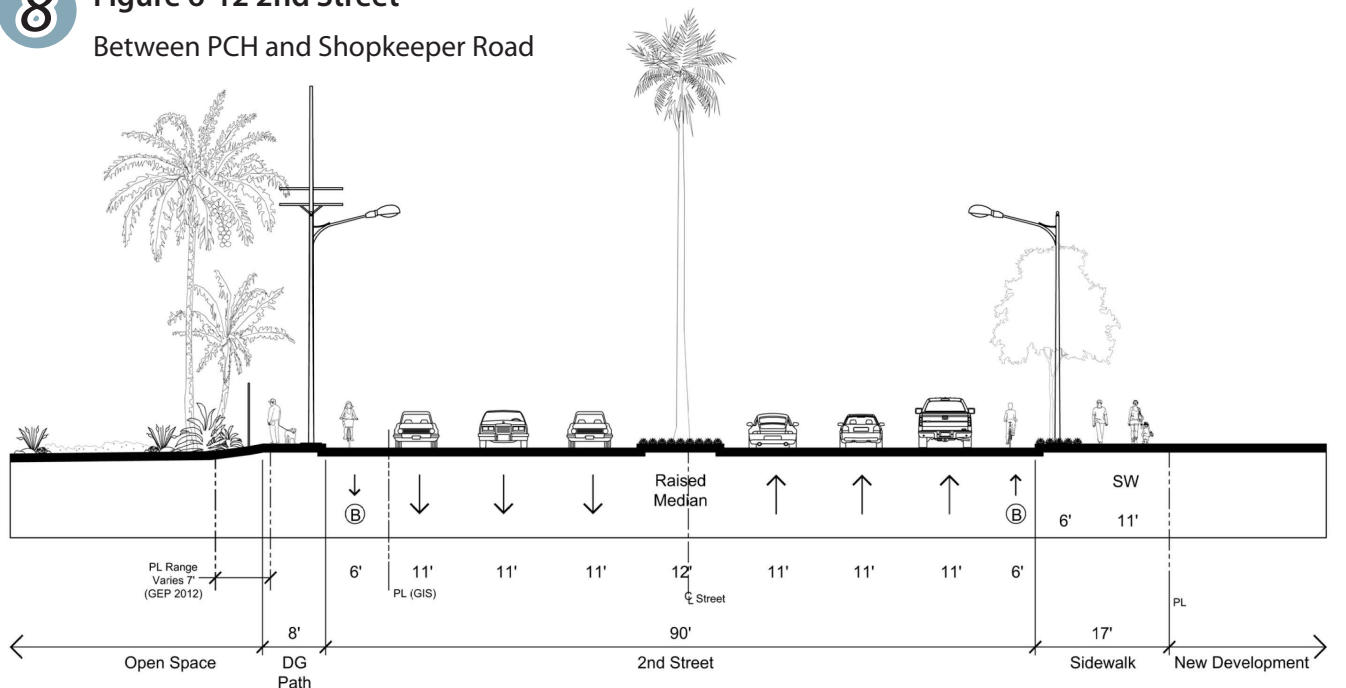 8
Figure 6-12 2nd Street
Between PCH and Shopkeeper Road
Raised
Median
SW
B
B
6'
11'
PL Range
Varies 7'
(GEP 2012)
6'
11'
11'
11'
12'
11'
11'
11'
6'
PL (GIS)
℄ Street
PL
8'
90'
17'
Open Space
DG
Path
2nd Street
Sidewalk
New Development